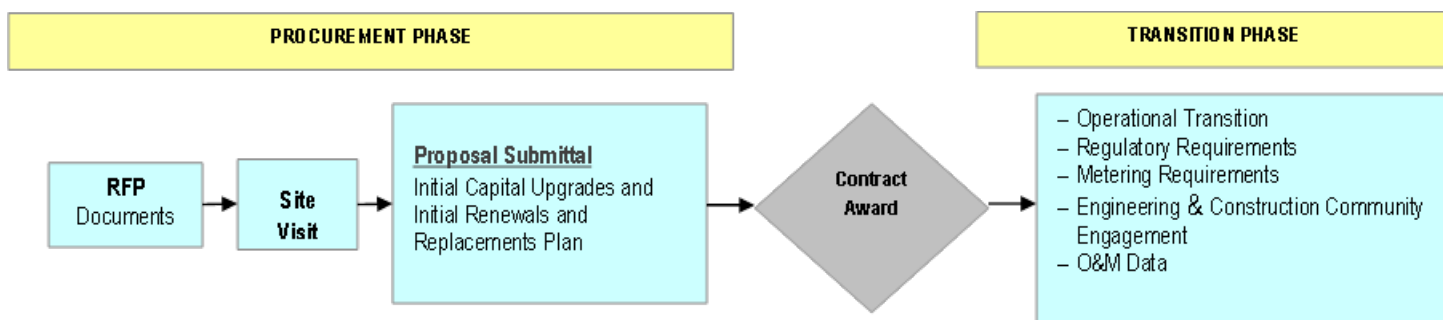 PROCUREMENT PHASE
TRANSITION PHASE
RFP
Documents
Site
Visit
Proposal Submittal
Initial Capital Upgrades and
Initial Renewals and
Replacements Plan
Contract
Award
– Operational Transition
– Regulatory Requirements
– Metering Requirements
– Engineering & Construction Community
Engagement
– O&M Data